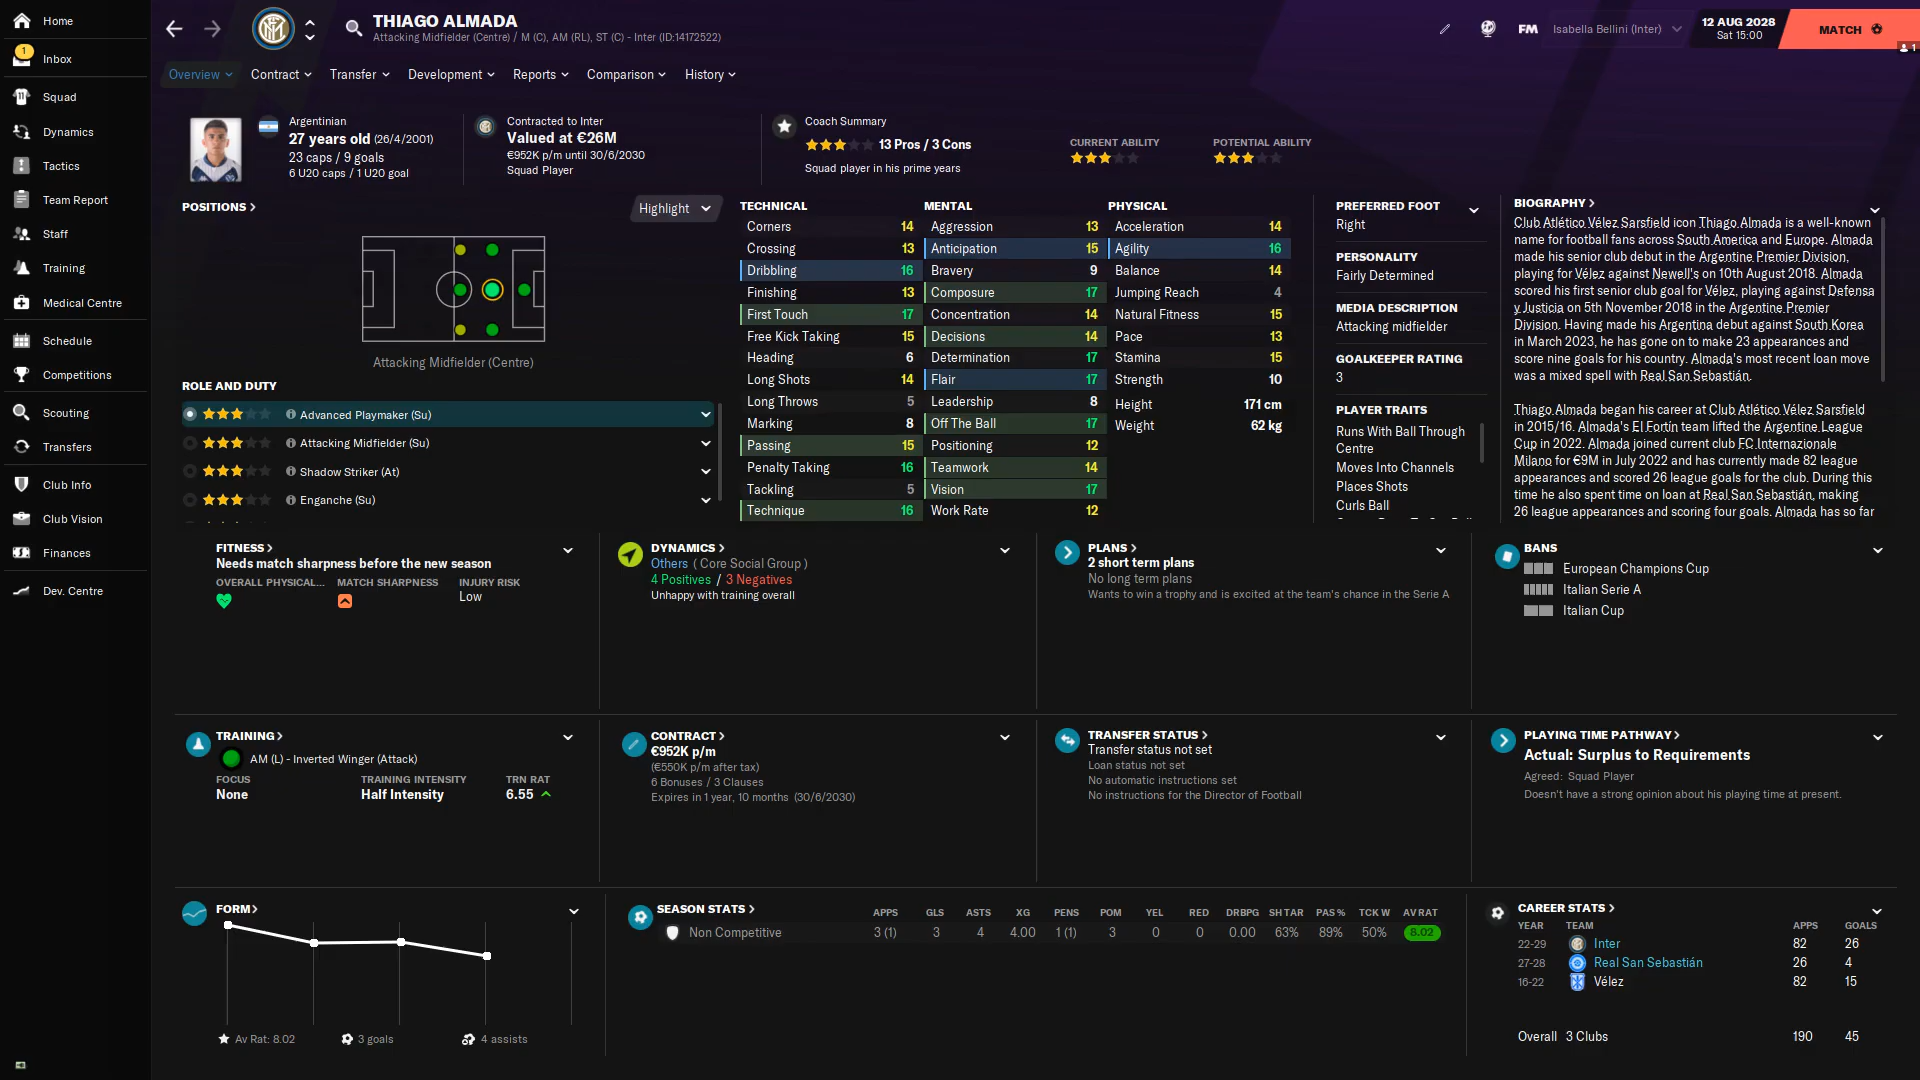 THIAGO ALMADA
Attacking Midfielder (Centre) / M (C), AM (RL), ST (C) - Inter (ID:14172522)
FM
Isabella Bellini (Inter)
12 AUG 2028
Sat 15:00
MATCH
1
Home
1
Inbox
Squad
Dynamics
Tactics
Team Report
Staff
Training
Medical Centre
Schedule
Competitions
Scouting
Transfers
Club Info
Club Vision
Finances
Dev. Centre
Overview
Contract
Transfer
Development
Reports
Comparison
History
Argentinian
27 years old (26/4/2001)
23 caps / 9 goals
6 U20 caps / 1 U20 goal
Contracted to Inter
Valued at €26M
€952K p/m until 30/6/2030
Squad Player
Coach Summary
13 Pros / 3 Cons
Squad player in his prime years
CURRENT ABILITY
POTENTIAL ABILITY
POSITIONS
Highlight
Attacking Midfielder (Centre)
ROLE AND DUTY
Advanced Playmaker (Su)
Attacking Midfielder (Su)
Shadow Striker (At)
Enganche (Su)
TECHNICAL
Corners 14
Crossing 13
Dribbling 16
Finishing 13
First Touch 17
Free Kick Taking 15
Heading 6
Long Shots 14
Long Throws 5
Marking 8
Passing 15
Penalty Taking 16
Tackling 5
Technique 16
MENTAL
Aggression 13
Anticipation 15
Bravery 9
Composure 17
Concentration 14
Decisions 14
Determination 17
Flair 17
Leadership 8
Off The Ball 17
Positioning 12
Teamwork 14
Vision 17
Work Rate 12
PHYSICAL
Acceleration 14
Agility 16
Balance 14
Jumping Reach 4
Natural Fitness 15
Pace 13
Stamina 15
Strength 10
Height 171 cm
Weight 62 kg
PREFERRED FOOT
Right
PERSONALITY
Fairly Determined
MEDIA DESCRIPTION
Attacking midfielder
GOALKEEPER RATING
3
PLAYER TRAITS
Runs With Ball Through
Centre
Moves Into Channels
Places Shots
Curls Ball
BIOGRAPHY
Club Atlético Vélez Sarsfield icon Thiago Almada is a well-known
name for football fans across South America and Europe. Almada
made his senior club debut in the Argentine Premier Division,
playing for Vélez against Newell's on 10th August 2018. Almada
scored his first senior club goal for Vélez, playing against Defensa
y Justicia on 5th November 2018 in the Argentine Premier
Division. Having made his Argentina debut against South Korea
in March 2023, he has gone on to make 23 appearances and
score nine goals for his country. Almada's most recent loan move
was a mixed spell with Real San Sebastián.
Thiago Almada began his career at Club Atlético Vélez Sarsfield
in 2015/16. Almada's El Fortín team lifted the Argentine League
Cup in 2022. Almada joined current club FC Internazionale
Milano for €9M in July 2022 and has currently made 82 league
appearances and scored 26 league goals for the club. During this
time he also spent time on loan at Real San Sebastián, making
26 league appearances and scoring four goals. Almada has so far
FITNESS
Needs match sharpness before the new season
OVERALL PHYSICAL...
MATCH SHARPNESS
INJURY RISK
Low
DYNAMICS
Others ( Core Social Group )
4 Positives / 3 Negatives
Unhappy with training overall
PLANS
2 short term plans
No long term plans
Wants to win a trophy and is excited at the team's chance in the Serie A
BANS
European Champions Cup
Italian Serie A
Italian Cup
TRAINING
AM (L) - Inverted Winger (Attack)
FOCUS
None
TRAINING INTENSITY
Half Intensity
TRN RAT
6.55
CONTRACT
€952K p/m
(€550K p/m after tax)
6 Bonuses / 3 Clauses
Expires in 1 year, 10 months (30/6/2030)
TRANSFER STATUS
Transfer status not set
Loan status not set
No automatic instructions set
No instructions for the Director of Football
PLAYING TIME PATHWAY
Actual: Surplus to Requirements
Agreed: Squad Player
Doesn't have a strong opinion about his playing time at present.
FORM
Av Rat: 8.02
3 goals
4 assists
SEASON STATS
APPS GLS ASTS XG PENS POM YEL RED DRBPG SH TAR PAS % TCK W AV RAT
Non Competitive 3 (1) 3 4 4.00 1 (1) 3 0 0 0.00 63% 89% 50% 8.02
CAREER STATS
YEAR TEAM APPS GOALS
22-29 Inter 82 26
27-28 Real San Sebastián 26 4
16-22 Vélez 82 15
Overall 3 Clubs 190 45